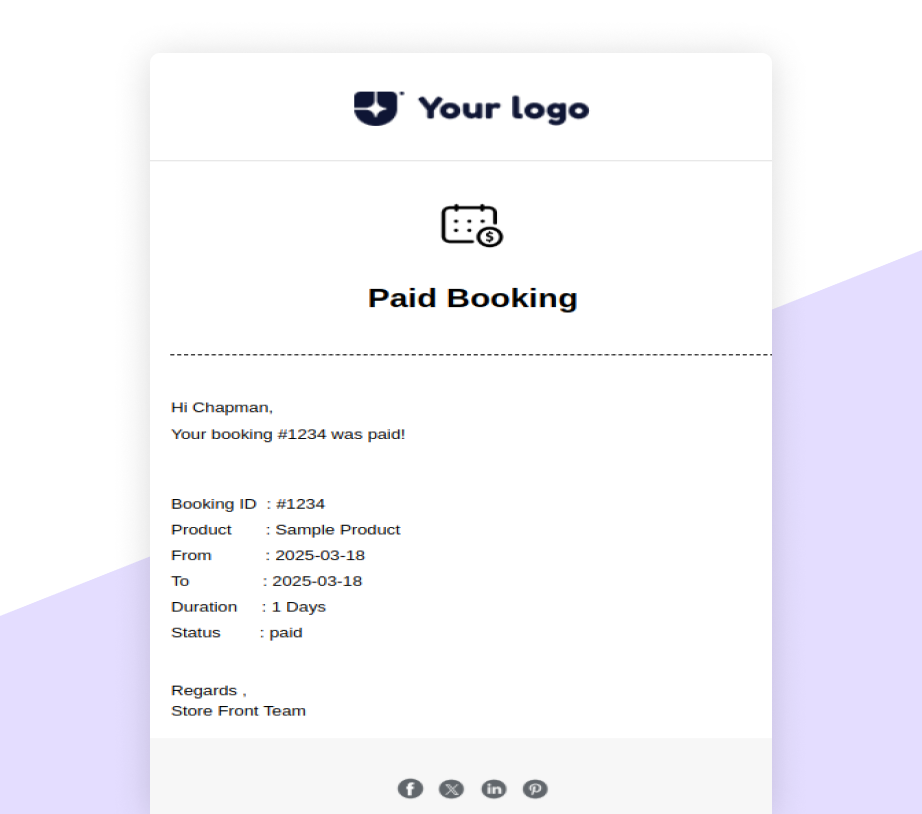 Your logo
$
Paid Booking
Hi Chapman,
Your booking #1234 was paid!
Booking ID : #1234
Product : Sample Product
From : 2025-03-18
To : 2025-03-18
Duration : 1 Days
Status : paid
Regards ,
Store Front Team